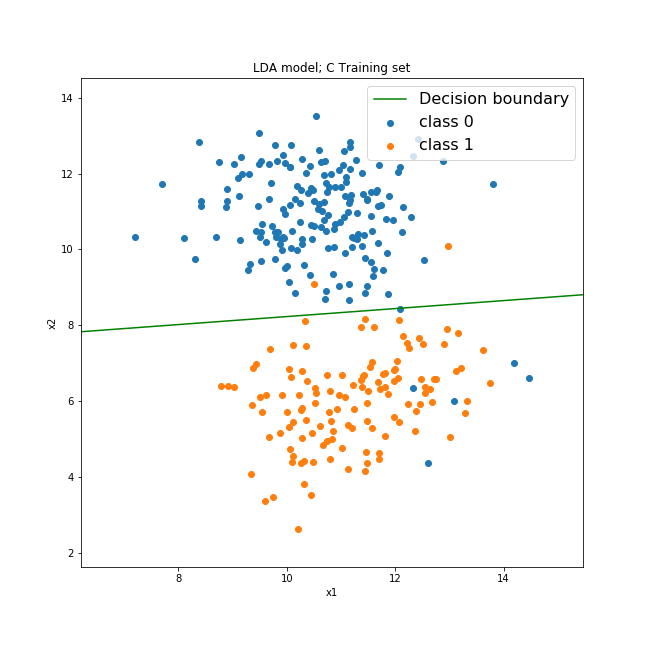 LDA model; C Training set
Decision boundary
class 0
class 1
14
12
10
8
6
4
2
x2
8
10
12
14
x1